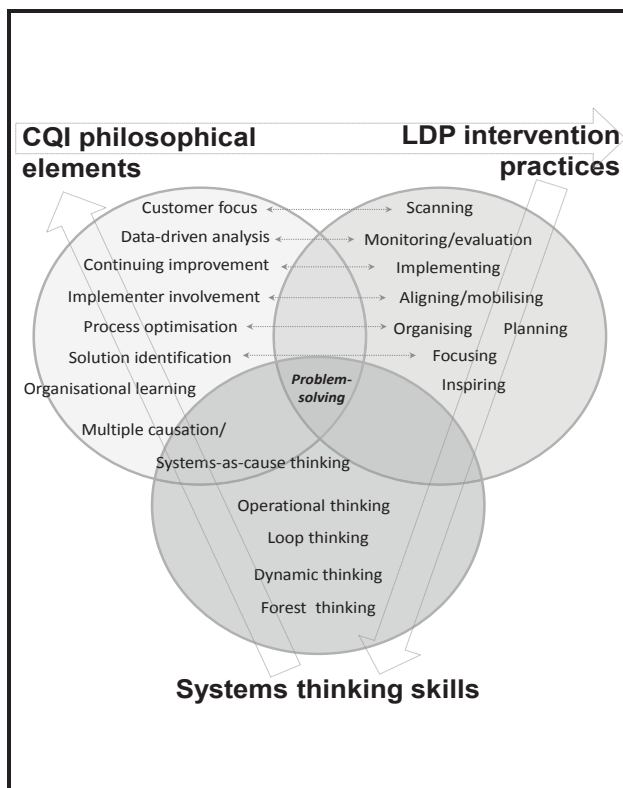 CQI philosophical
elements
LDP intervention
practices
Customer focus
Scanning
Data-driven analysis
Monitoring/evaluation
Continuing improvement
Implementing
Implementer involvement
Aligning/mobilising
Process optimisation
Organising
Planning
Solution identification
Focusing
Organisational learning
Inspiring
Problem-
solving
Multiple causation/
Systems-as-cause thinking
Operational thinking
Loop thinking
Dynamic thinking
Forest thinking
Systems thinking skills